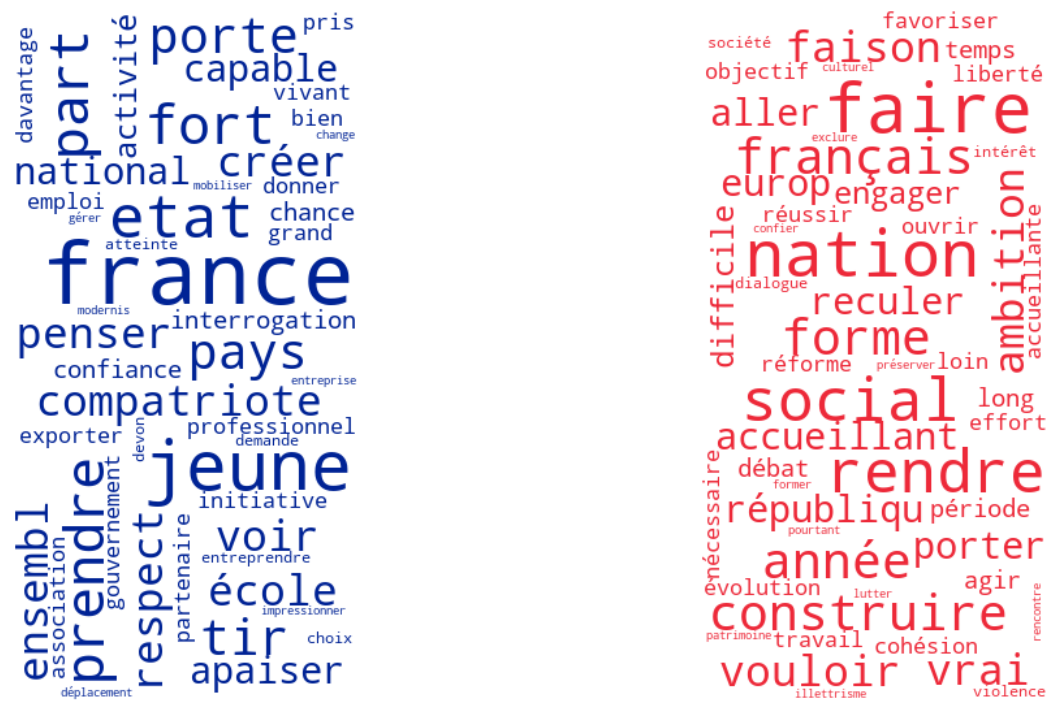 davantage
part
activité
porte
pris
capable
vivant
fort
bien
change
créer
national
mobiliser
donner
emploi
gérer
etat
chance
grand
atteinte
france
modernis
penser
interrogation
pays
confiance
entreprise
compatriote
exporter
devon
professionnel
demande
jeune
initiative
ensembl
association
prendre
gouvernement
respect
partenaire
voir
entreprendre
école
impressionner
tir
choix
apaiser
déplacement
favoriser
société
faison
temps
objectif
culturel
liberté
aller
faire
exclure
français
intérêt
europ
engager
difficile
réussir
confier
ouvrir
ambition
accueillante
nation
dialogue
reculer
forme
réforme
préserver
loin
social
long
effort
accueillant
nécessaire
débat
former
rendre
républiqu
période
pourtant
année
porter
évolution
lutter
agir
rencontre
construire
patrimoine
travail
cohésion
vouloir
vrai
illettrisme
violence